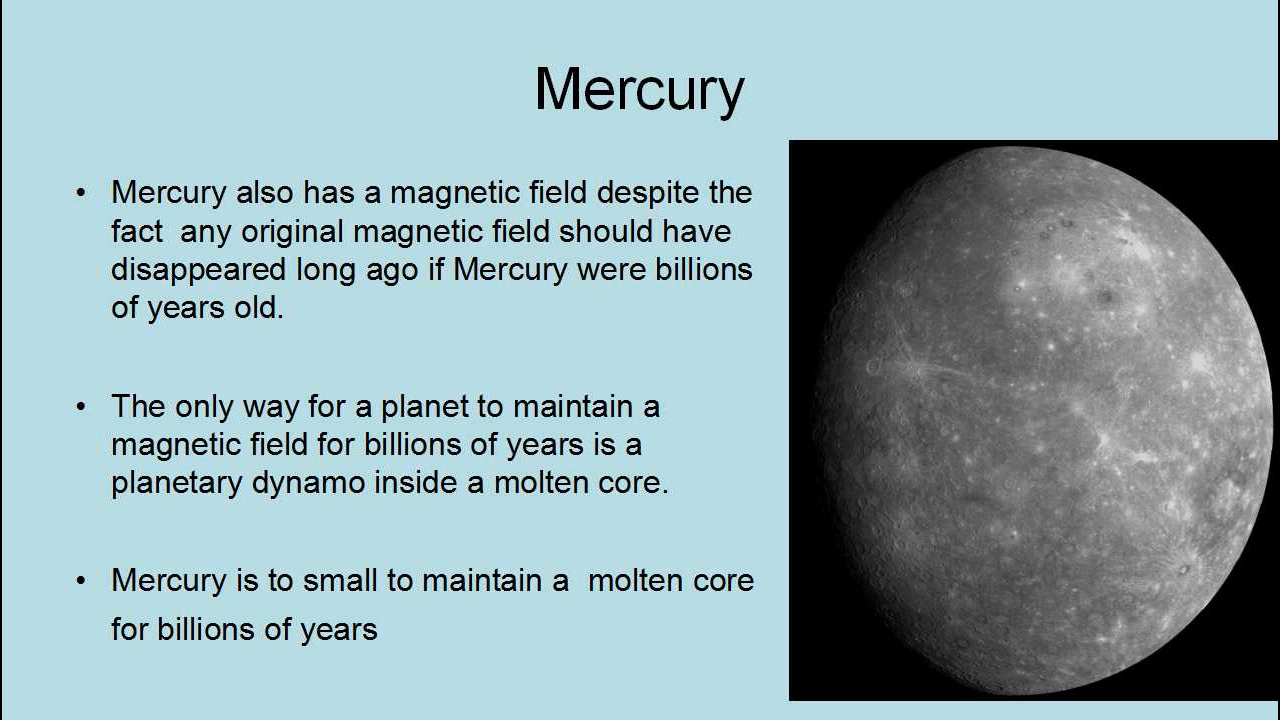 Mercury
• Mercury also has a magnetic field despite the
fact  any original magnetic field should have
disappeared long ago if Mercury were billions
of years old.
• The only way for a planet to maintain a
magnetic field for billions of years is a
planetary dynamo inside a molten core.
• Mercury is to small to maintain a  molten core
for billions of years